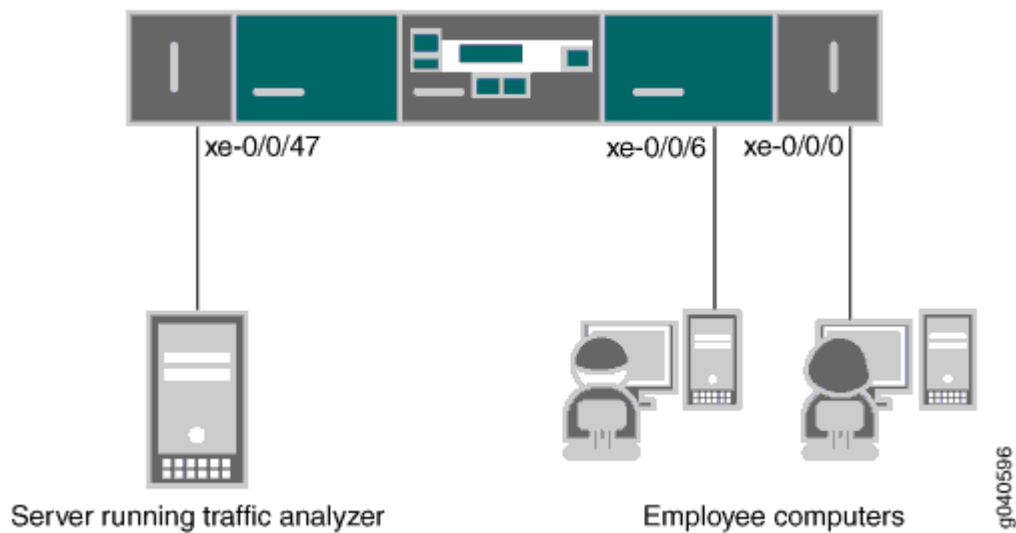 xe-0/0/47
xe-0/0/6
xe-0/0/0
Server running traffic analyzer
Employee computers
g040596